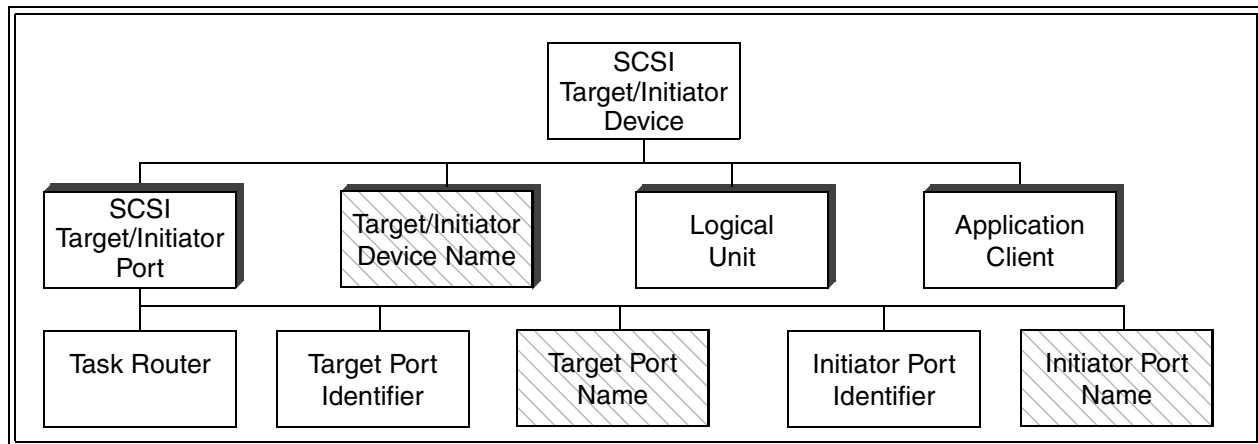 SCSI
Target/Initiator
Device
SCSI
Target/Initiator
Port
Target/Initiator
Device Name
Logical
Unit
Application
Client
Task Router
Target Port
Identifier
Target Port
Name
Initiator Port
Identifier
Initiator Port
Name